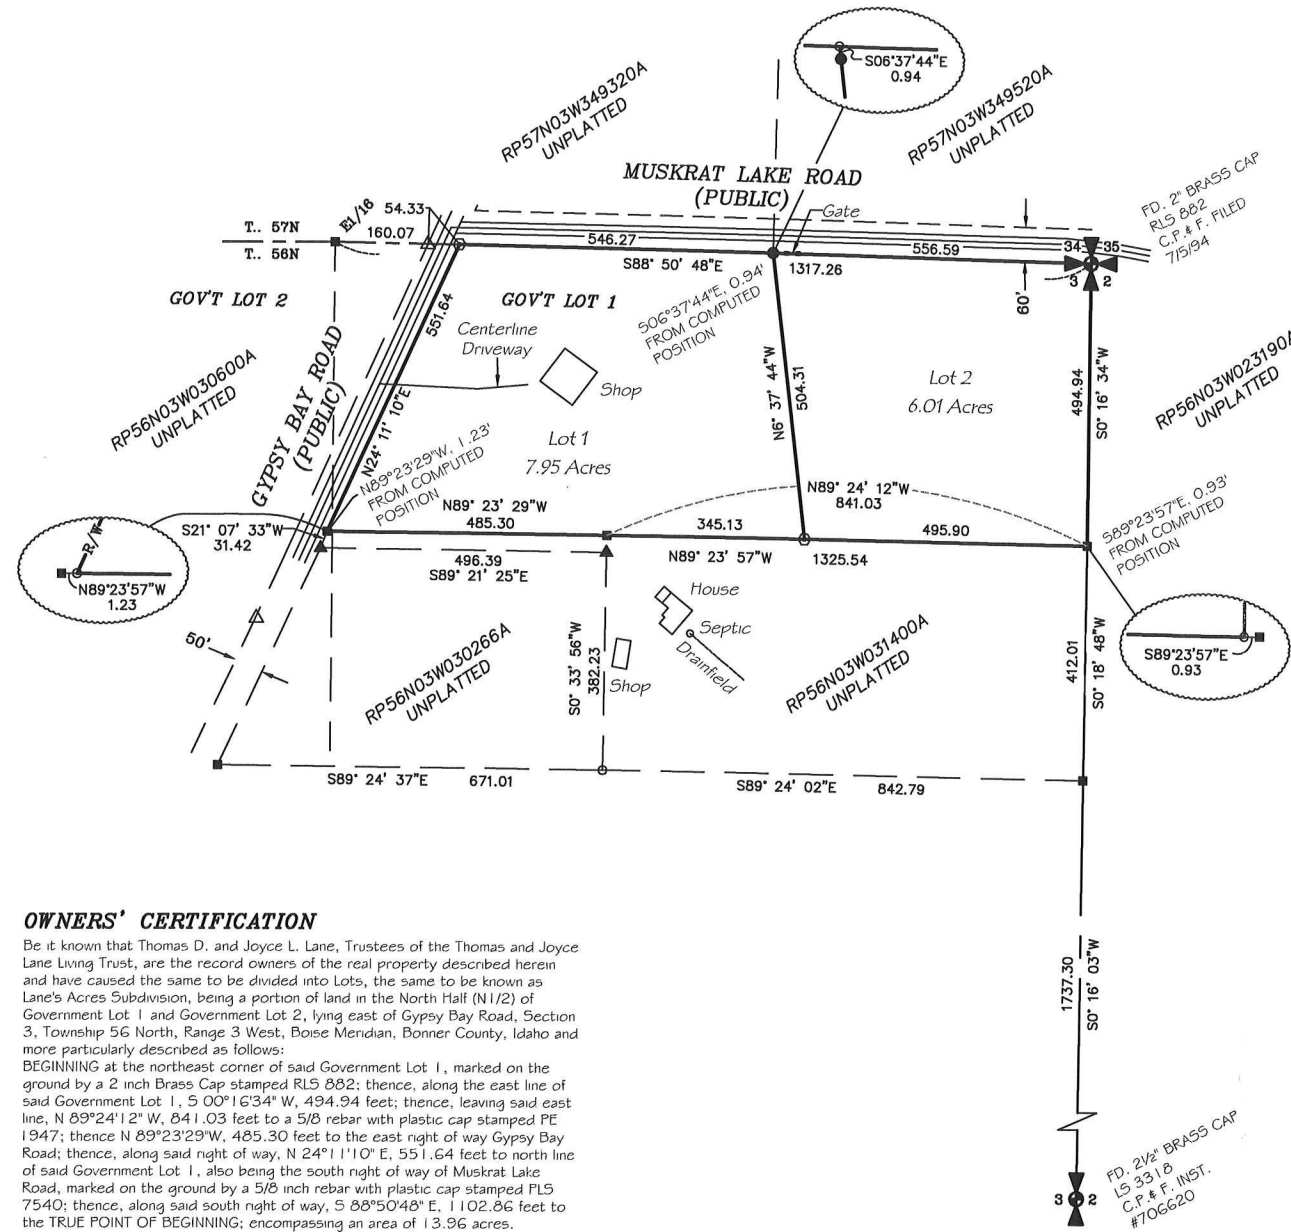 S06°37'44"E
0.94
RP57N03W349320A
UNPLATTED
RP57N03W349520A
UNPLATTED
MUSKRAT LAKE ROAD
(PUBLIC)
Gate
FD. 2" BRASS CAP
RLS 882
C.P.& F. FILED
7/5/94
T.. 57N
T.. 56N
E1/16
54.33
160.07
546.27
S88° 50' 48"E
1317.26
556.59
34 35
3 2
60'
GOV'T LOT 2
GOV'T LOT 1
S06°37'44"E, 0.94'
FROM COMPUTED
POSITION
551.64
N24° 11' 10"E
Centerline
Driveway
Shop
Lot 1
7.95 Acres
N6° 37' 44"W
504.31
Lot 2
6.01 Acres
494.94
S0° 16' 34"W
RP56N03W030600A
UNPLATTED
GYPSY BAY ROAD
(PUBLIC)
RP56N03W023190A
UNPLATTED
N89°23'29"W, 1.23'
FROM COMPUTED
POSITION
N89° 23' 29"W
485.30
N89° 24' 12"W
841.03
345.13
495.90
N89° 23' 57"W
1325.54
S89°23'57"E, 0.93'
FROM COMPUTED
POSITION
S21° 07' 33"W
31.42
R/W
N89°23'57"W
1.23
496.39
S89° 21' 25"E
House
Septic
Drainfield
Shop
S0° 33' 56"W
382.23
50'
RP56N03W030266A
UNPLATTED
RP56N03W031400A
UNPLATTED
412.01
S0° 18' 48"W
S89°23'57"E
0.93
S89° 24' 37"E
671.01
S89° 24' 02"E
842.79
1737.30
S0° 16' 03"W
3 2
FD. 2½" BRASS CAP
LS 3318
C.P.& F. INST.
#706620
OWNERS' CERTIFICATION
Be it known that Thomas D. and Joyce L. Lane, Trustees of the Thomas and Joyce
Lane Living Trust, are the record owners of the real property described herein
and have caused the same to be divided into Lots, the same to be known as
Lane's Acres Subdivision, being a portion of land in the North Half (N1/2) of
Government Lot 1 and Government Lot 2, lying east of Gypsy Bay Road, Section
3, Township 56 North, Range 3 West, Boise Meridian, Bonner County, Idaho and
more particularly described as follows:
BEGINNING at the northeast corner of said Government Lot 1, marked on the
ground by a 2 inch Brass Cap stamped RLS 882; thence, along the east line of
said Government Lot 1, S 00°16'34" W, 494.94 feet; thence, leaving said east
line, N 89°24'12" W, 841.03 feet to a 5/8 rebar with plastic cap stamped PE
1947; thence N 89°23'29"W, 485.30 feet to the east right of way Gypsy Bay
Road; thence, along said right of way, N 24°11'10" E, 551.64 feet to north line
of said Government Lot 1, also being the south right of way of Muskrat Lake
Road, marked on the ground by a 5/8 inch rebar with plastic cap stamped PLS
7540; thence, along said south right of way, S 88°50'48" E, 1102.86 feet to
the TRUE POINT OF BEGINNING; encompassing an area of 13.96 acres.